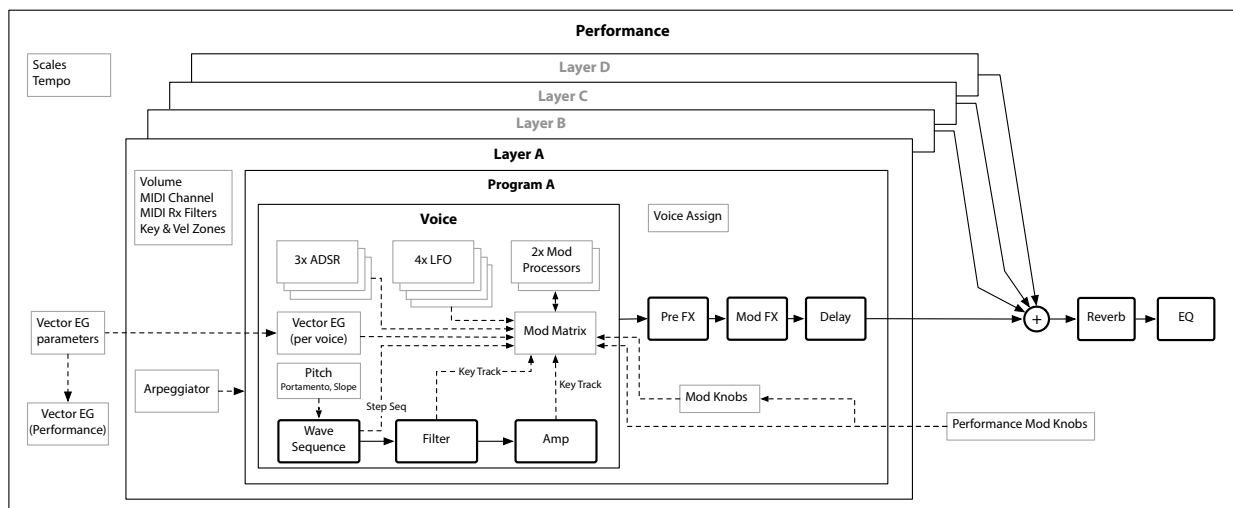 Performance
Scales
Tempo
Layer D
Layer C
Layer B
Layer A
Volume
MIDI Channel
MIDI Rx Filters
Key & Vel Zones
Program A
Voice
Voice Assign
3x ADSR
4x LFO
2x Mod
Processors
Vector EG
parameters
Vector EG
(per voice)
Mod Matrix
Pre FX
Mod FX
Delay
+
Reverb
EQ
Pitch
Portamento, Slope
Key Track
Key Track
Arpeggiator
Step Seq
Mod Knobs
Vector EG
(Performance)
Wave
Sequence
Filter
Amp
Performance Mod Knobs